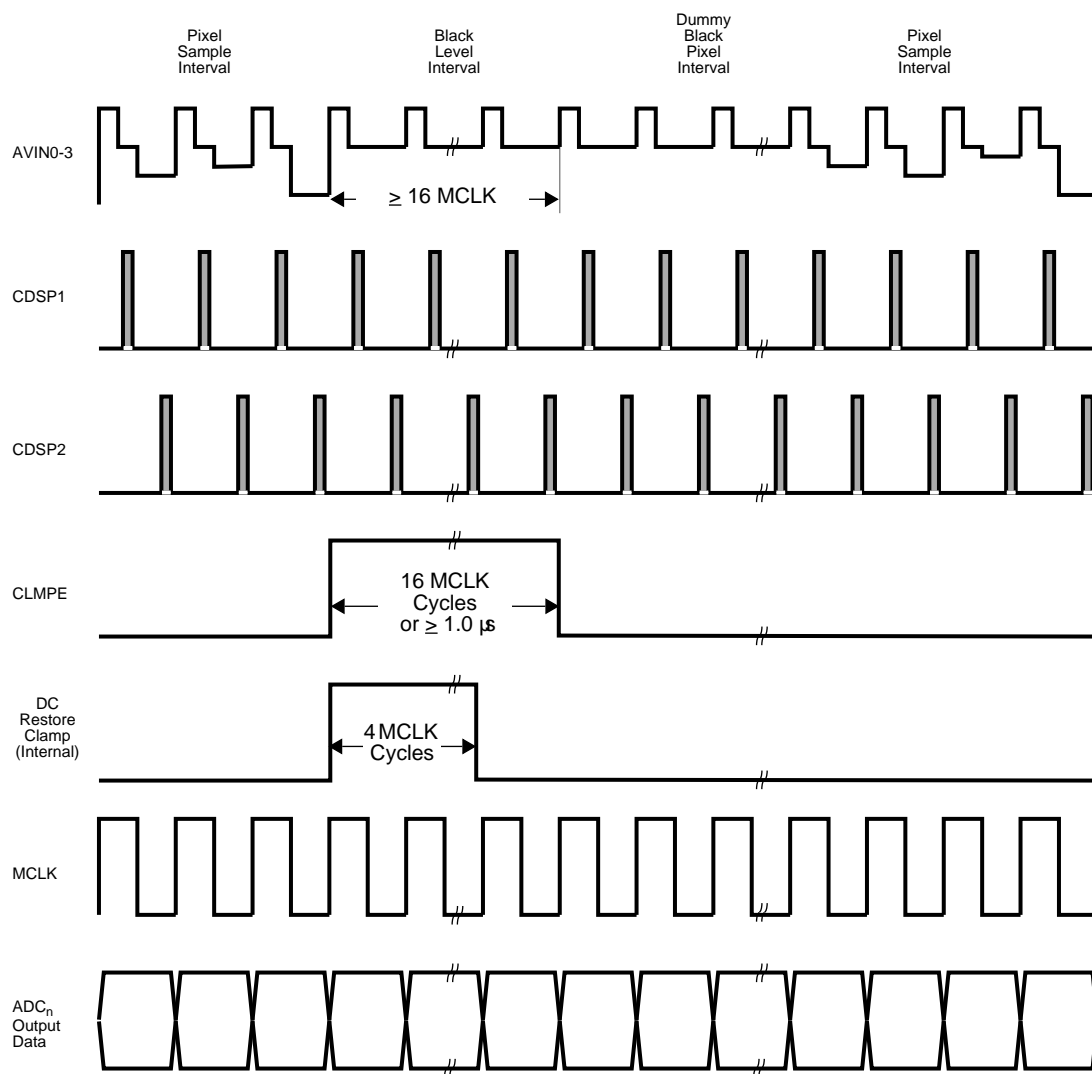 Pixel
Sample
Interval
Black
Level
Interval
Dummy
Black
Pixel
Interval
Pixel
Sample
Interval
AVIN0-3
≥ 16 MCLK
CDSP1
CDSP2
CLMPE
16 MCLK
Cycles
or ≥ 1.0 µs
DC
Restore
Clamp
(Internal)
4 MCLK
Cycles
MCLK
ADCn
Output
Data